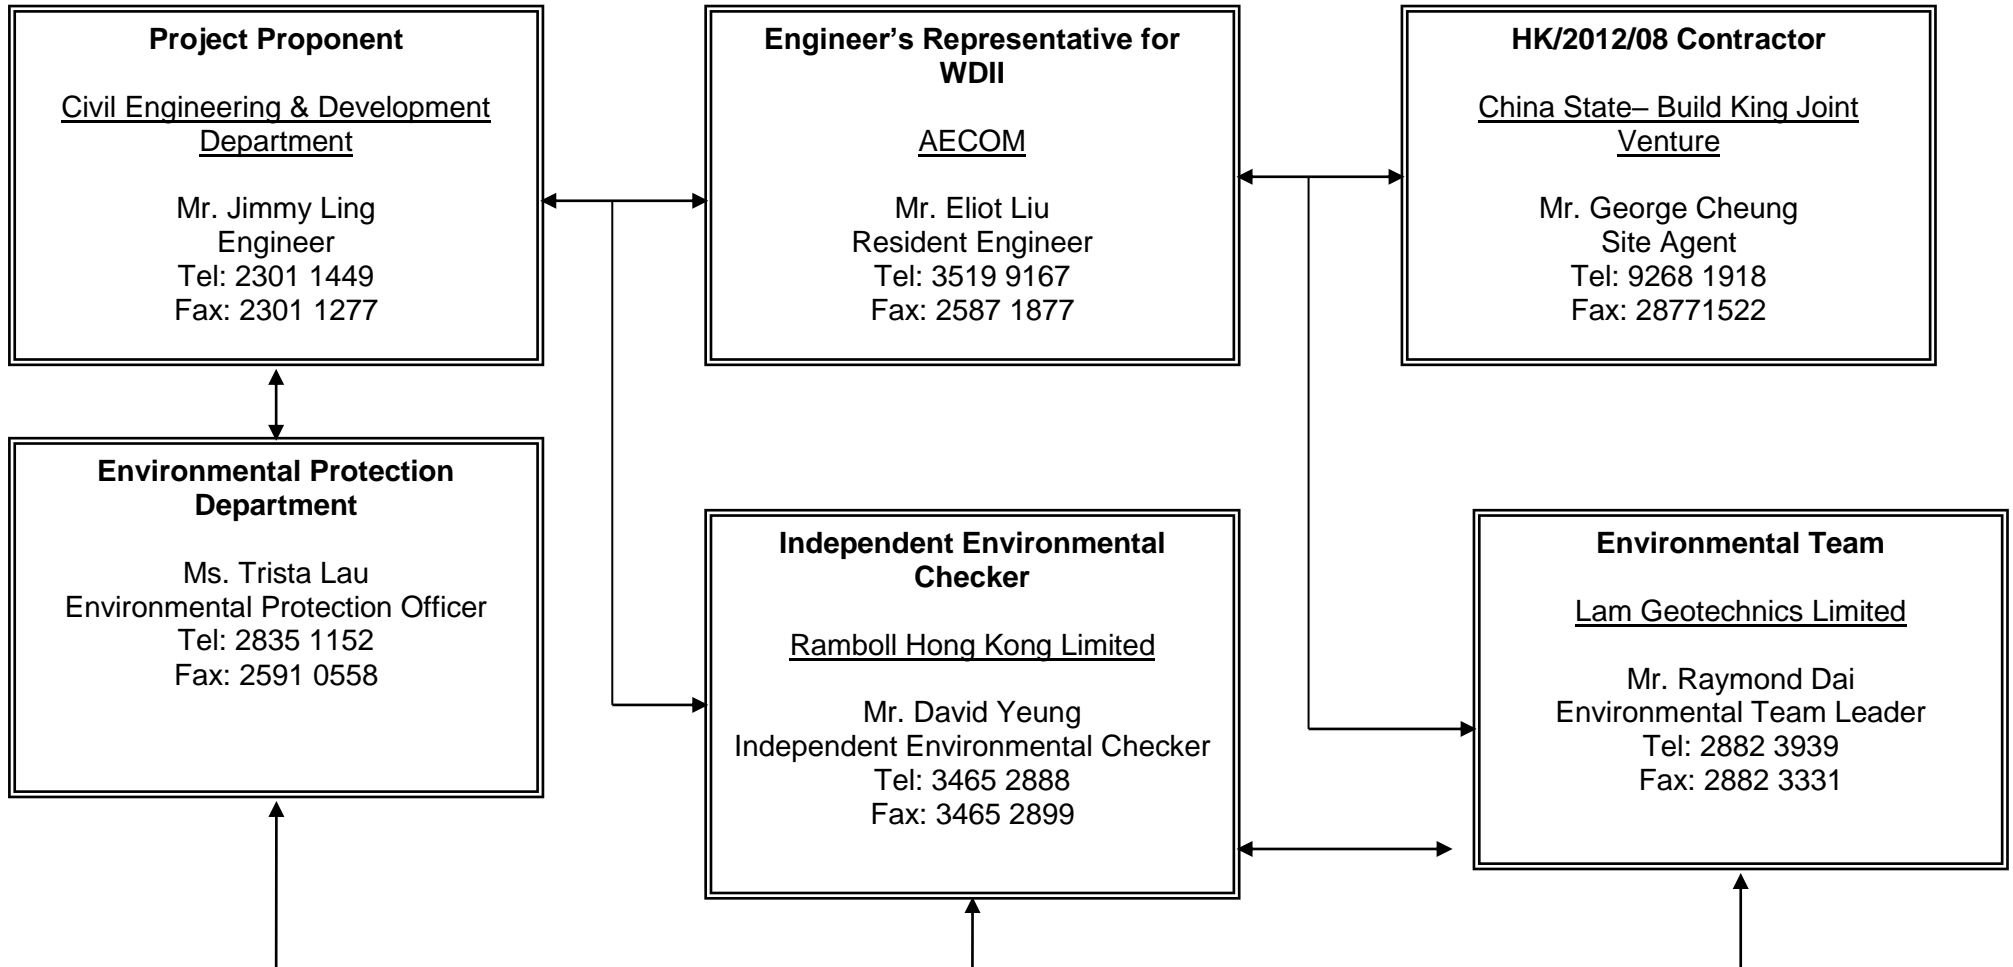 Project Proponent
Civil Engineering & Development
Department
Mr. Jimmy Ling
Engineer
Tel: 2301 1449
Fax: 2301 1277
Engineer’s Representative for
WDII
AECOM
Mr. Eliot Liu
Resident Engineer
Tel: 3519 9167
Fax: 2587 1877
HK/2012/08 Contractor
China State– Build King Joint
Venture
Mr. George Cheung
Site Agent
Tel: 9268 1918
Fax: 28771522
Environmental Protection
Department
Ms. Trista Lau
Environmental Protection Officer
Tel: 2835 1152
Fax: 2591 0558
Independent Environmental
Checker
Ramboll Hong Kong Limited
Mr. David Yeung
Independent Environmental Checker
Tel: 3465 2888
Fax: 3465 2899
Environmental Team
Lam Geotechnics Limited
Mr. Raymond Dai
Environmental Team Leader
Tel: 2882 3939
Fax: 2882 3331